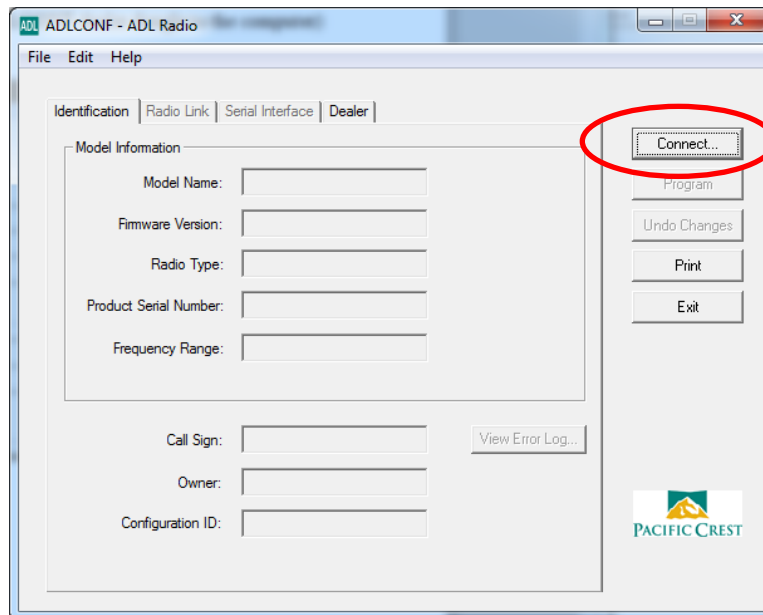 ADL ADLCONF - ADL Radio
File Edit Help
Identification Radio Link Serial Interface Dealer
Model Information
Model Name:
Firmware Version:
Radio Type:
Product Serial Number:
Frequency Range:
Call Sign:
Owner:
Configuration ID:
View Error Log...
Connect...
Program
Undo Changes
Print
Exit
PACIFIC CREST